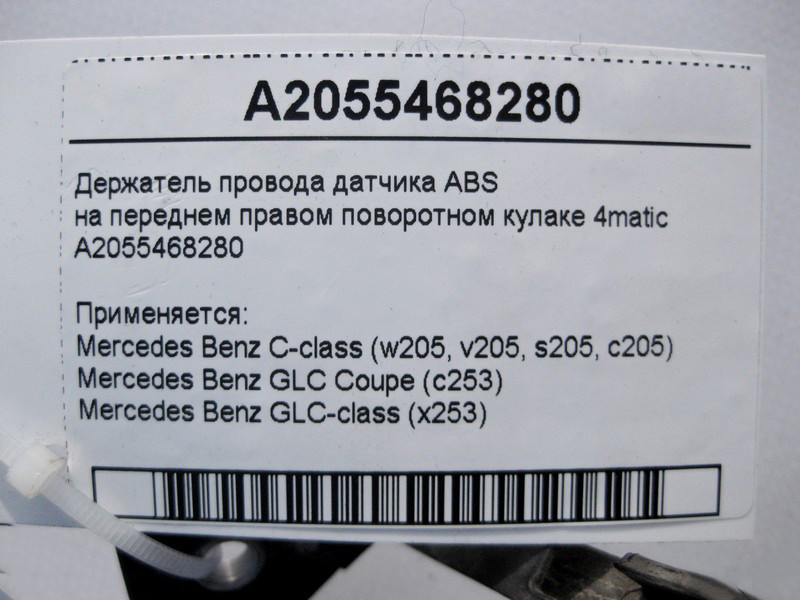 A2055468280
Держатель провода датчика ABS
на переднем правом поворотном кулаке 4matic
A2055468280
Применяется:
Mercedes Benz C-class (w205, v205, s205, c205)
Mercedes Benz GLC Coupe (c253)
Mercedes Benz GLC-class (x253)